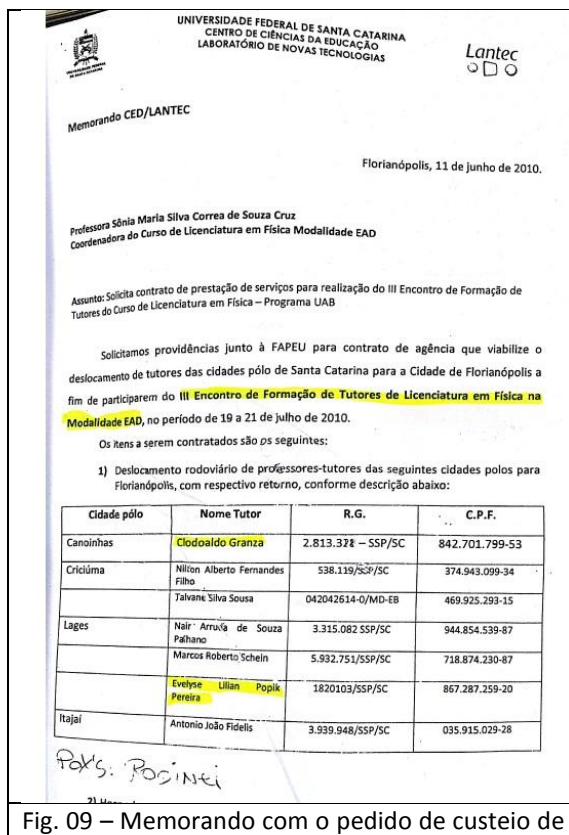 UNIVERSIDADE FEDERAL DE SANTA CATARINA
CENTRO DE CIÊNCIAS DA EDUCAÇÃO
LABORATÓRIO DE NOVAS TECNOLOGIAS
Lantec
Memorando CED/LANTEC
Florianópolis, 11 de junho de 2010.
Professora Sônia Maria Silva Correa de Souza Cruz
Coordenadora do Curso de Licenciatura em Física Modalidade EAD
Assunto: Solicita contrato de prestação de serviços para realização do III Encontro de Formação de
Tutores do Curso de Licenciatura em Física – Programa UAB
Solicitamos providências junto à FAPEU para contrato de agência que viabilize o
deslocamento de tutores das cidades pólo de Santa Catarina para a Cidade de Florianópolis a
fim de participarem do III Encontro de Formação de Tutores de Licenciatura em Física na
Modalidade EAD, no período de 19 a 21 de julho de 2010.
Os itens a serem contratados são os seguintes:
1) Deslocamento rodoviário de professores-tutores das seguintes cidades polos para
Florianópolis, com respectivo retorno, conforme descrição abaixo:
Cidade pólo Nome Tutor R.G. C.P.F.
Canoinhas Clodoaldo Granza 2.813.328 – SSP/SC 842.701.799-53
Criciúma Nilton Alberto Fernandes Filho 538.119/SSP/SC 374.943.099-34
Talvane Silva Sousa 042042614-0/MD-EB 469.925.293-15
Lages Nair Arruda de Souza Palhano 3.315.082 SSP/SC 944.854.539-87
Marcos Roberto Schein 5.932.751/SSP/SC 718.874.230-87
Evelyse Lilian Popik Pereira 1820103/SSP/SC 867.287.259-20
Itajaí Antonio João Fidelis 3.939.948/SSP/SC 035.915.029-28
Fig. 09 – Memorando com o pedido de custeio de